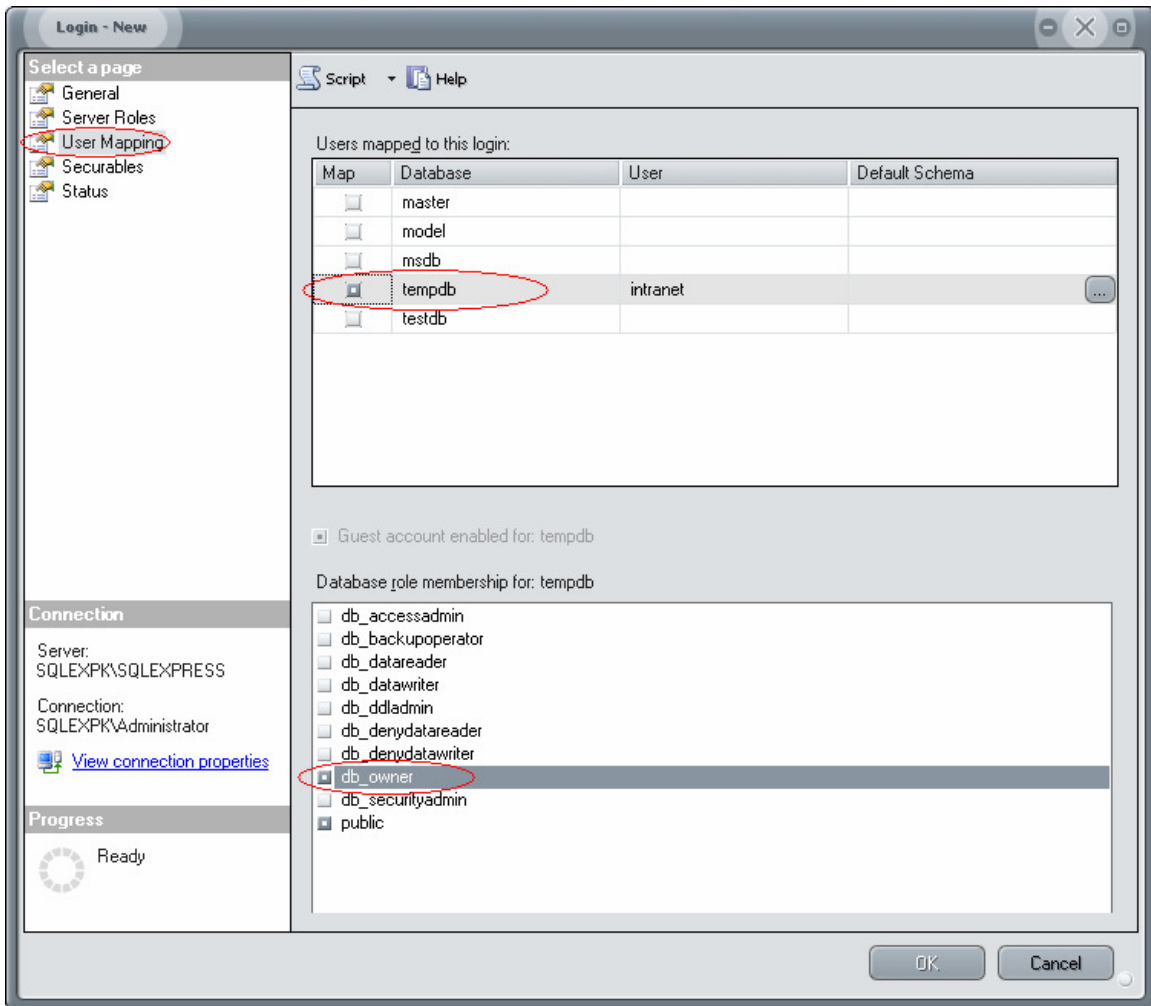 Login - New
Select a page
General
Server Roles
User Mapping
Securables
Status
Script
Help
Users mapped to this login:
Map Database User Default Schema
master
model
msdb
tempdb intranet ...
testdb
Guest account enabled for: tempdb
Database role membership for: tempdb
db_accessadmin
db_backupoperator
db_datareader
db_datawriter
db_ddladmin
db_denydatareader
db_denydatawriter
db_owner
db_securityadmin
public
Connection
Server:
SQLEXPK\SQLEXPRESS
Connection:
SQLEXPK\Administrator
View connection properties
Progress
Ready
OK Cancel